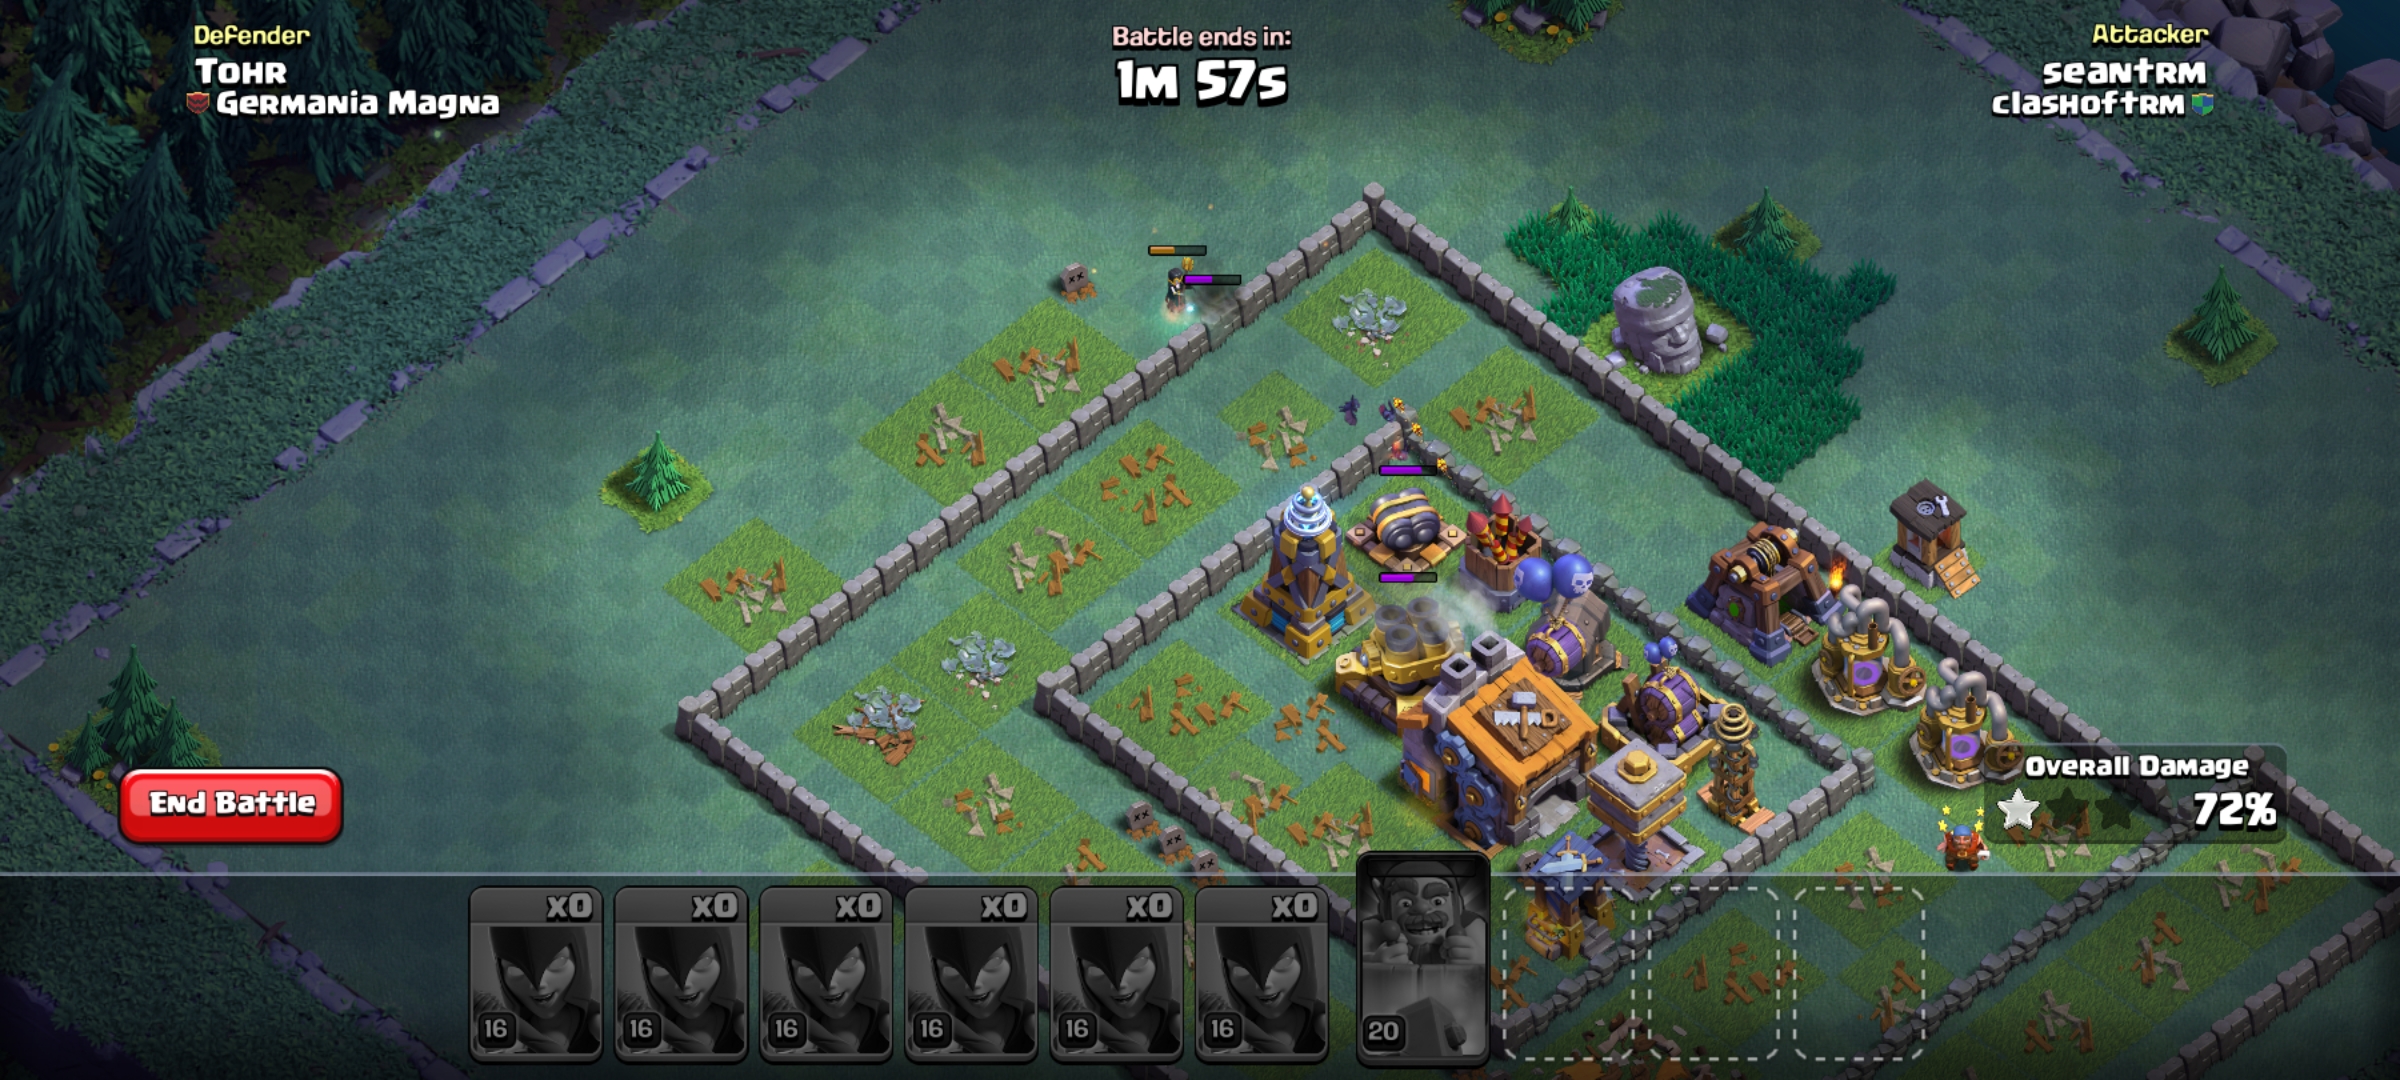 Defender
Tohr
Germania Magna
Battle ends in:
1m 57s
Attacker
seantrm
clashoftrm
End Battle
Overall Damage
72%
x0
x0
x0
x0
x0
x0
16
16
16
16
16
16
20